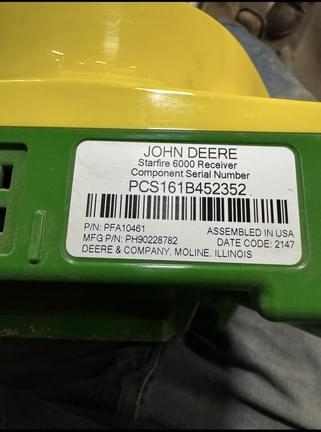 JOHN DEERE
Starfire 6000 Receiver
Component Serial Number
PCS161B452352
P/N: PFA10461 ASSEMBLED IN USA
MFG P/N: PH90228782 DATE CODE: 2147
DEERE & COMPANY, MOLINE, ILLINOIS